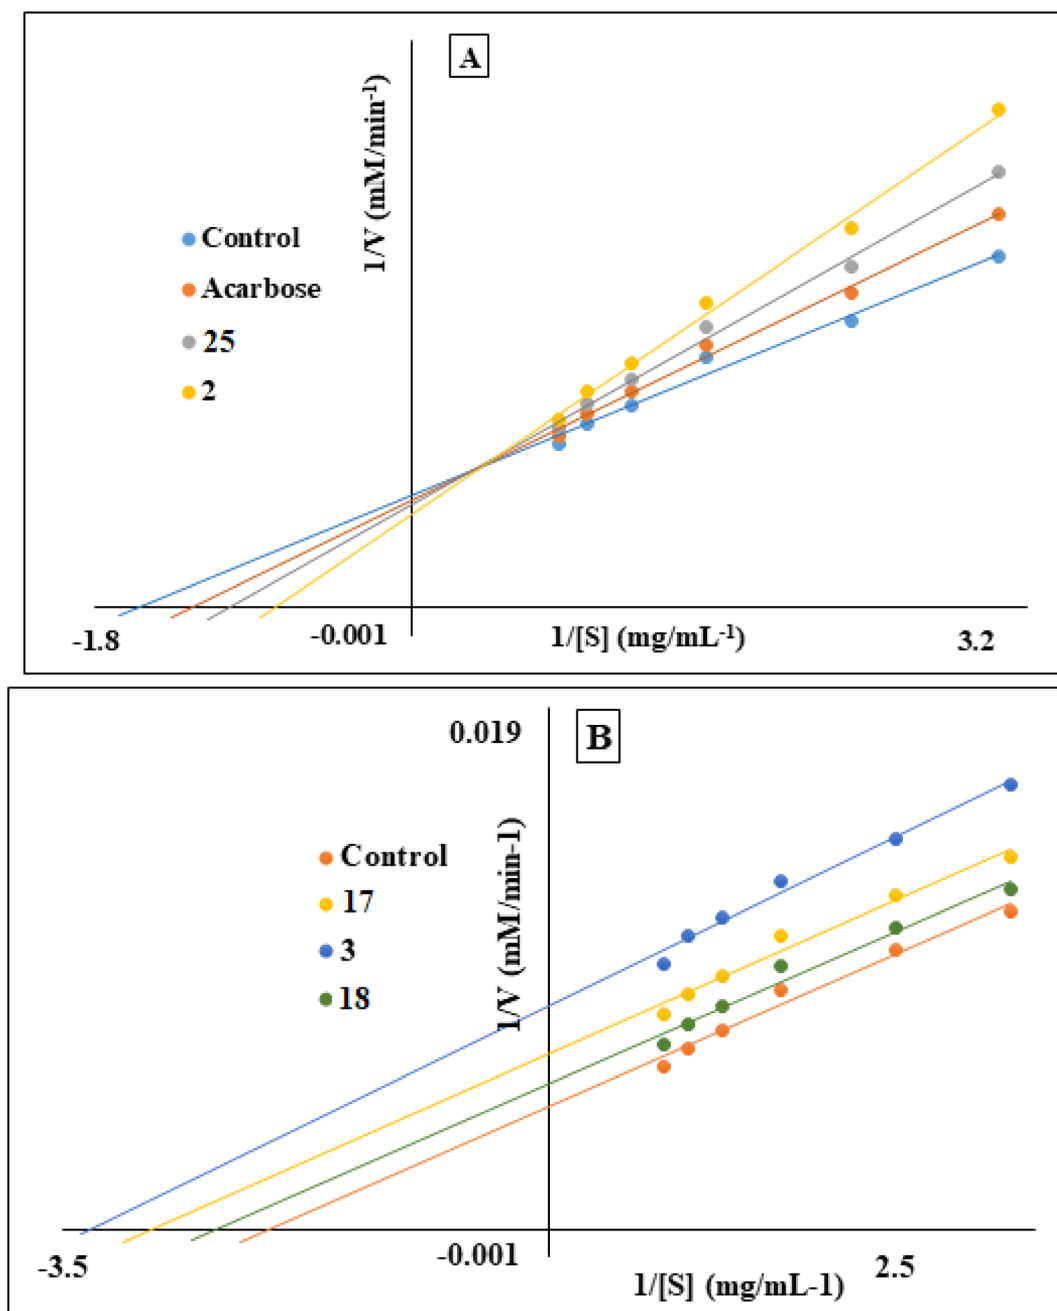 A
1/V (mM/min-1)
Control
Acarbose
25
2
-1.8
-0.001
1/[S] (mg/mL-1)
3.2
0.019
B
1/V (mM/min-1)
Control
17
3
18
-3.5
-0.001
1/[S] (mg/mL-1)
2.5